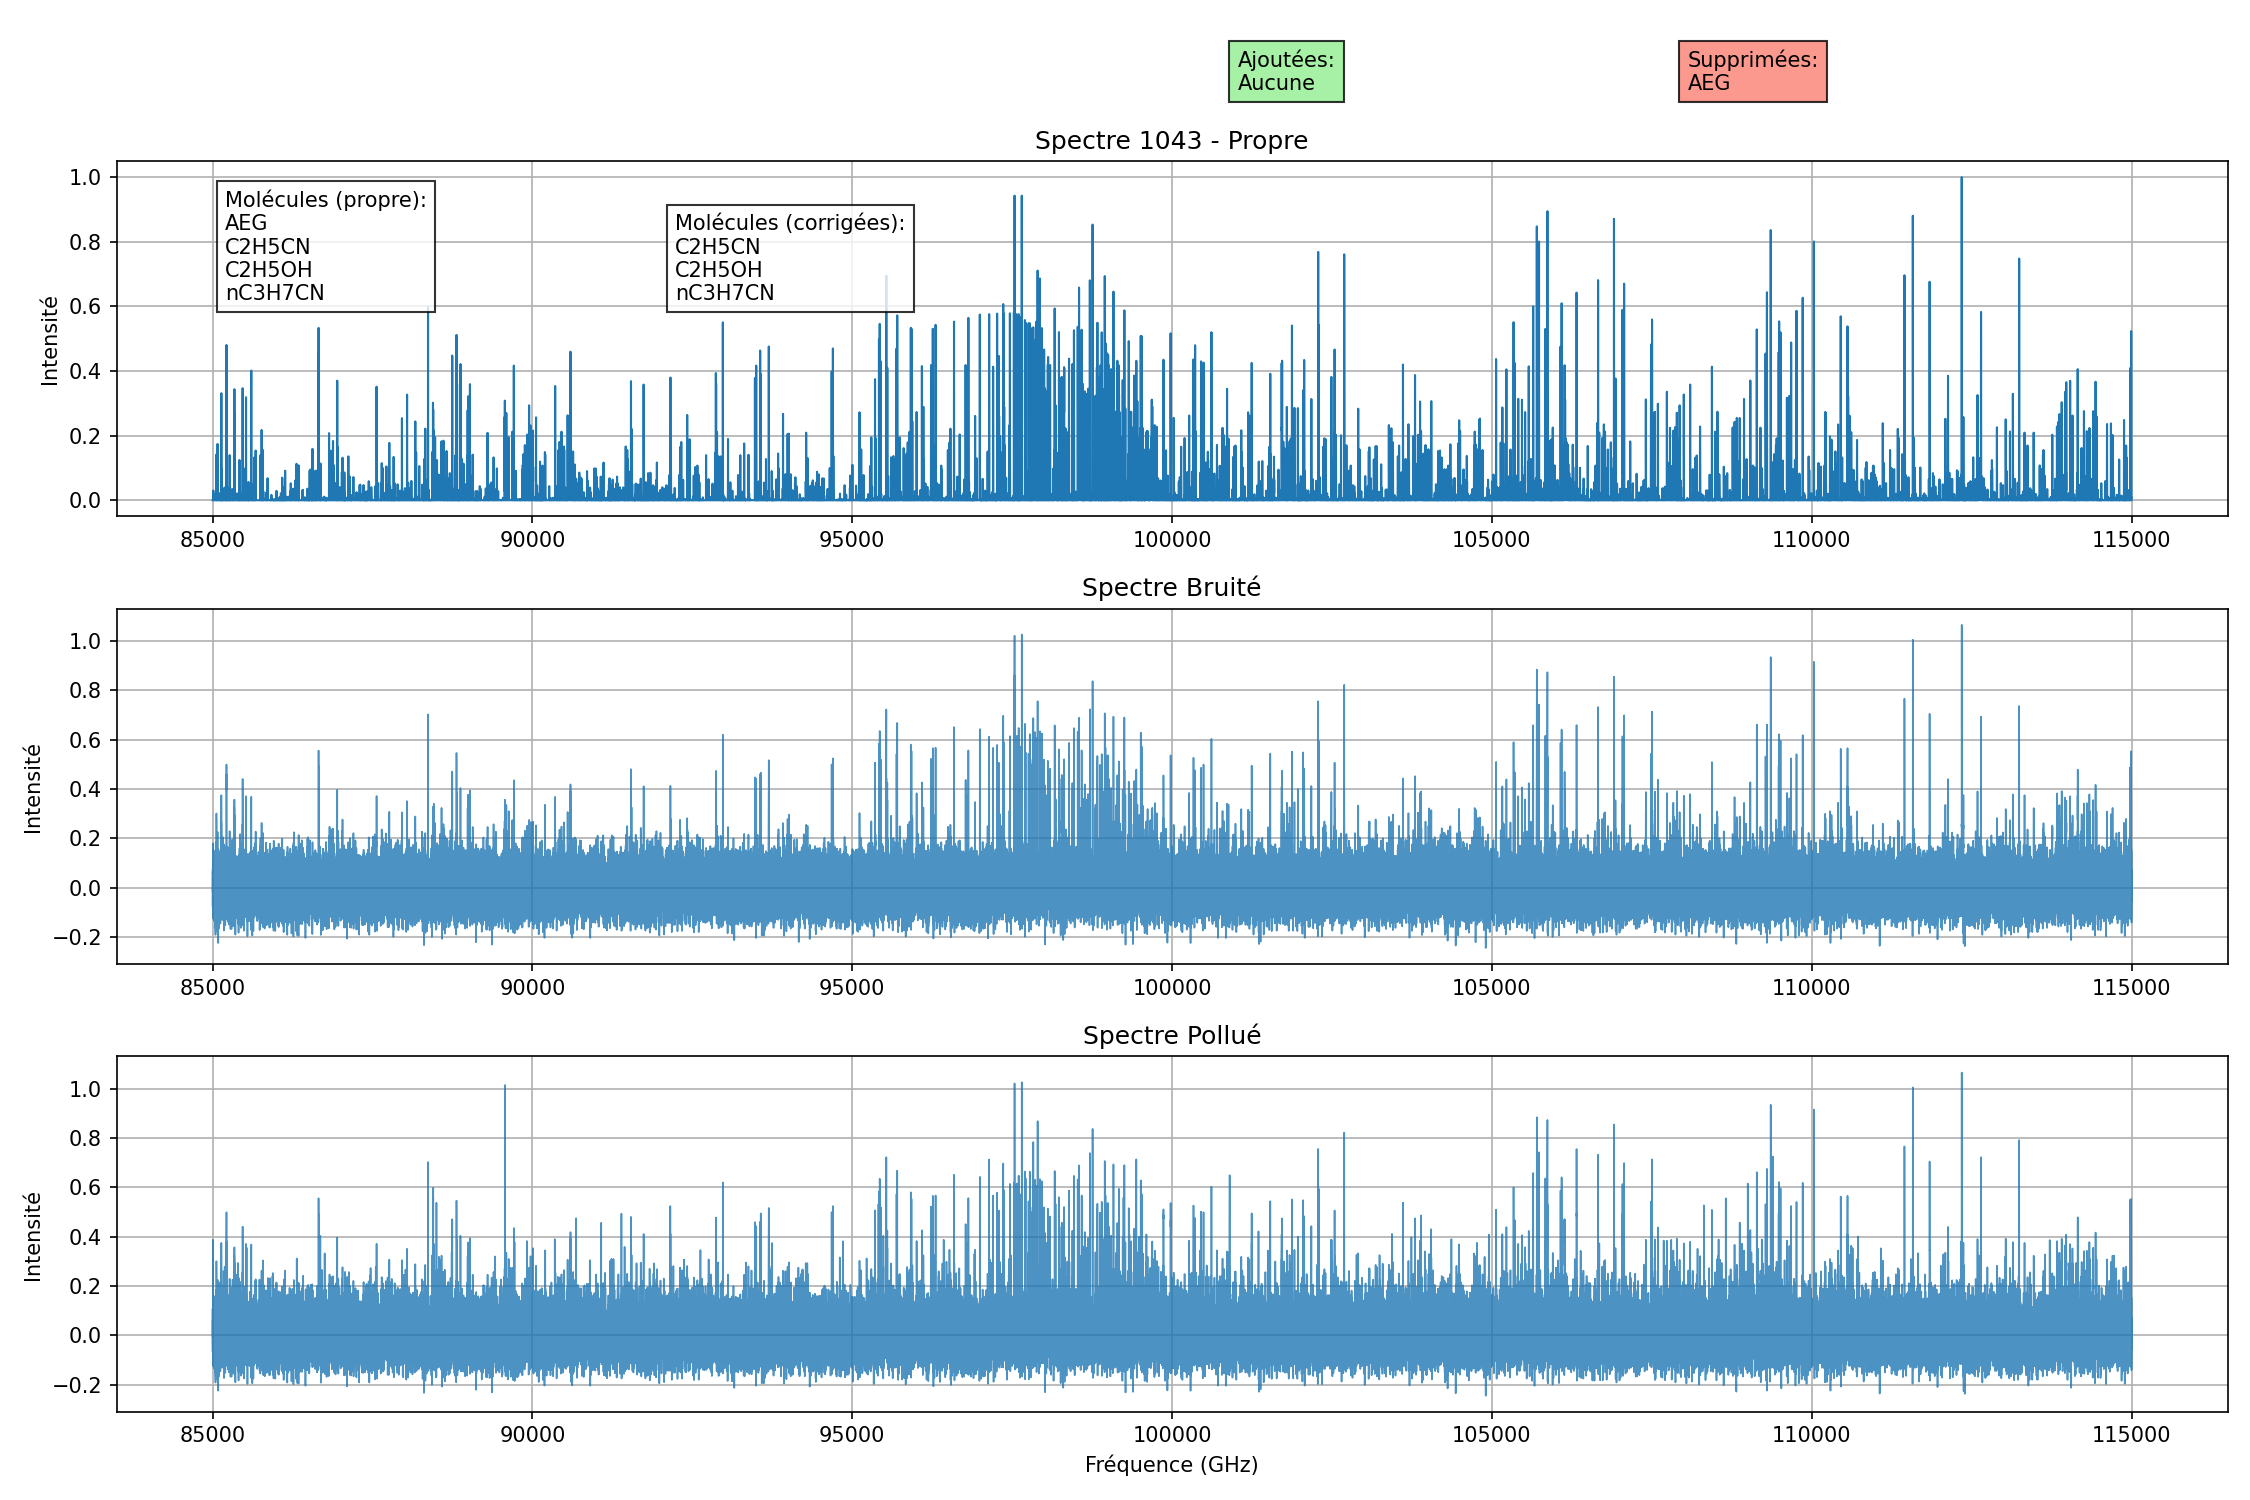 Ajoutées:
Aucune
Supprimées:
AEG
Spectre 1043 - Propre
Molécules (propre):
AEG
C2H5CN
C2H5OH
nC3H7CN
Molécules (corrigées):
C2H5CN
C2H5OH
nC3H7CN
Intensité
1.0
0.8
0.6
0.4
0.2
0.0
85000 90000 95000 100000 105000 110000 115000
Spectre Bruité
Intensité
1.0
0.8
0.6
0.4
0.2
0.0
−0.2
85000 90000 95000 100000 105000 110000 115000
Spectre Pollué
Intensité
1.0
0.8
0.6
0.4
0.2
0.0
−0.2
85000 90000 95000 100000 105000 110000 115000
Fréquence (GHz)